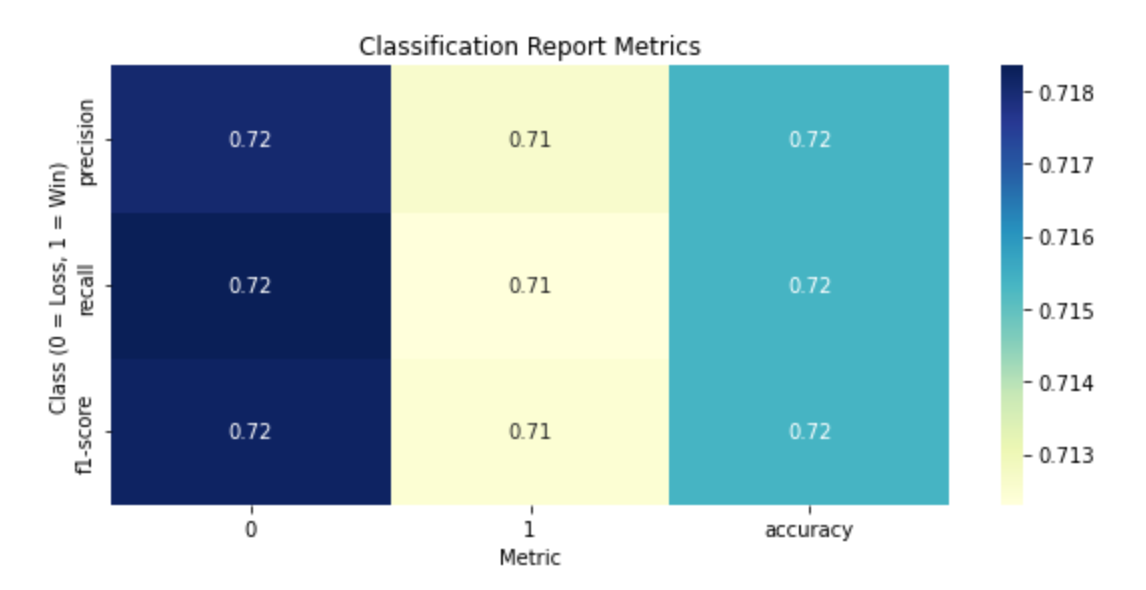 Classification Report Metrics
Class (0 = Loss, 1 = Win)
precision
0.72
0.71
0.72
recall
0.72
0.71
0.72
f1-score
0.72
0.71
0.72
0
1
accuracy
Metric
0.718
0.717
0.716
0.715
0.714
0.713